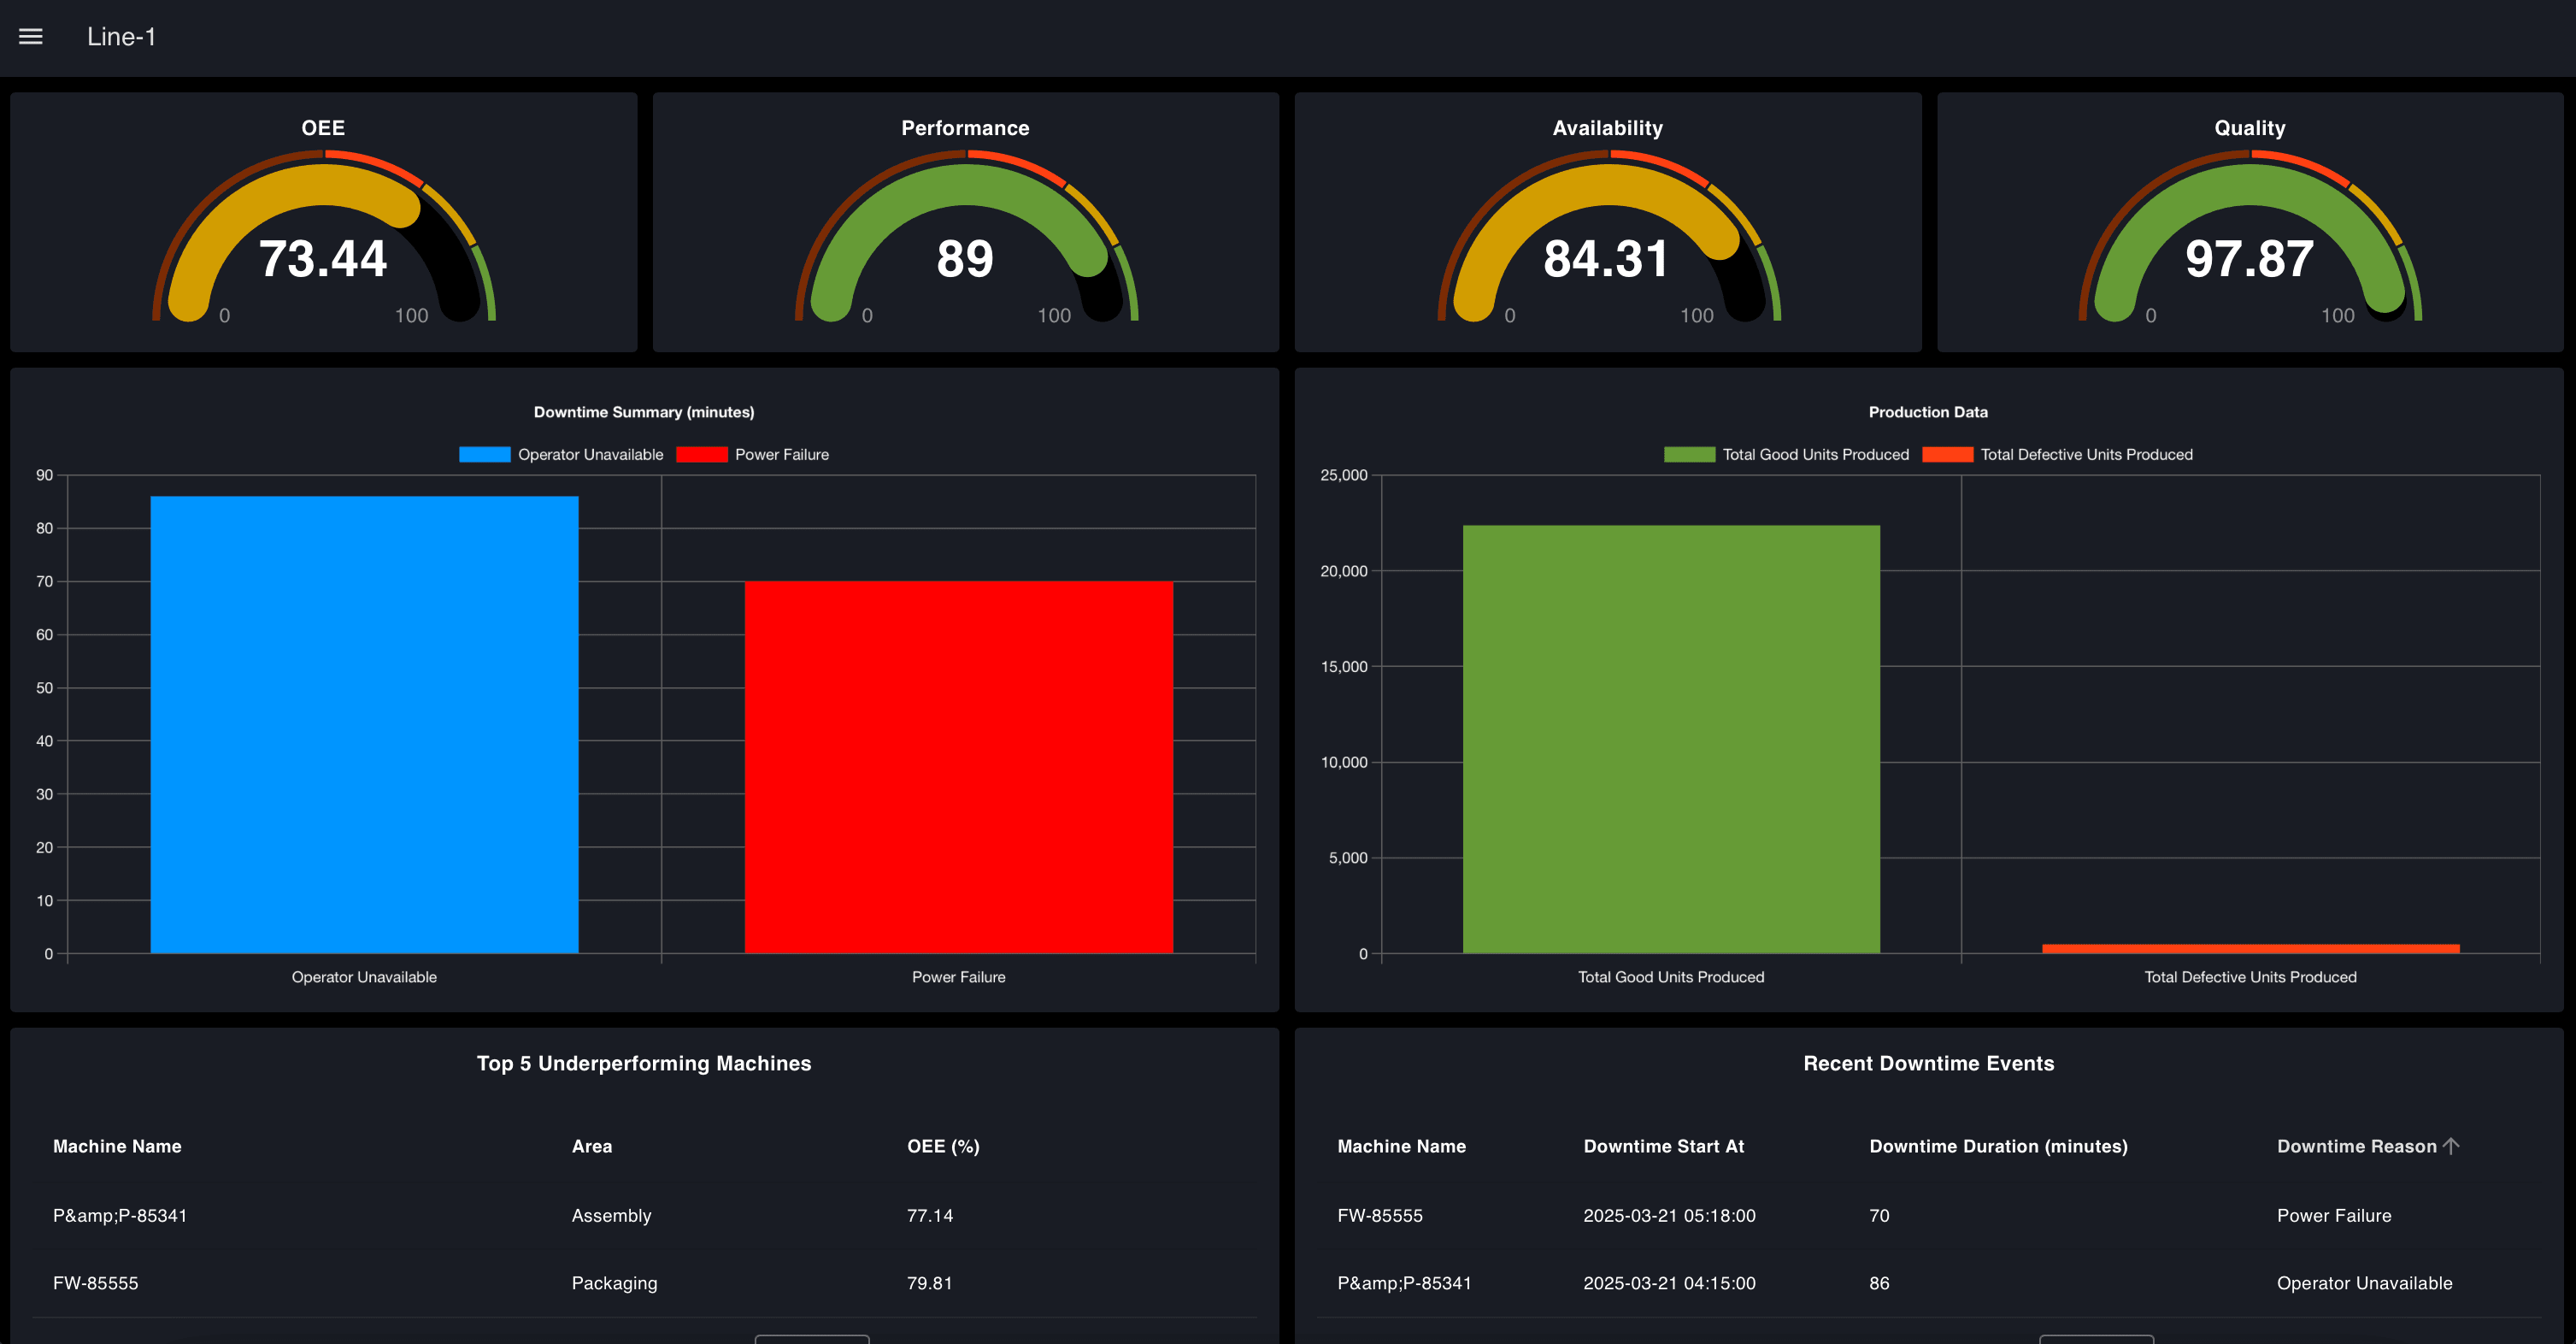 Line-1
OEE
73.44
0 100
Performance
89
0 100
Availability
84.31
0 100
Quality
97.87
0 100
Downtime Summary (minutes)
Operator Unavailable Power Failure
90
80
70
60
50
40
30
20
10
0
Operator Unavailable Power Failure
Production Data
Total Good Units Produced Total Defective Units Produced
25,000
20,000
15,000
10,000
5,000
0
Total Good Units Produced Total Defective Units Produced
Top 5 Underperforming Machines
Machine Name Area OEE (%)
P&amp;P-85341 Assembly 77.14
FW-85555 Packaging 79.81
Recent Downtime Events
Machine Name Downtime Start At Downtime Duration (minutes) Downtime Reason
FW-85555 2025-03-21 05:18:00 70 Power Failure
P&amp;P-85341 2025-03-21 04:15:00 86 Operator Unavailable